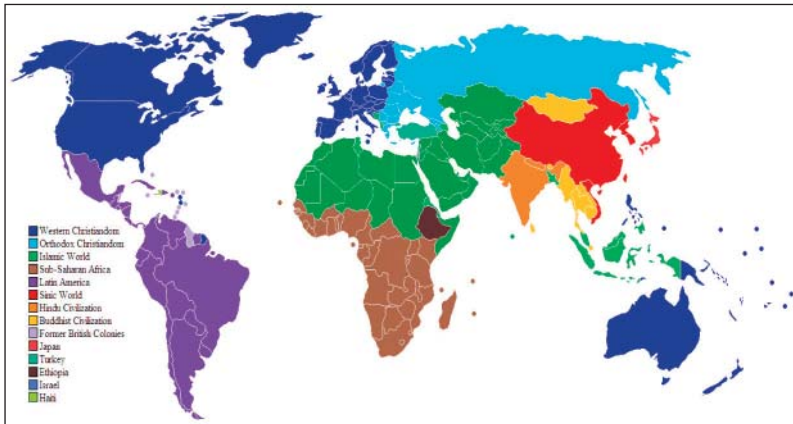 Western Christiandom
Orthodox Christiandom
Islamic World
Sub-Saharan Africa
Latin America
Sinic World
Hindu Civilization
Buddhist Civilization
Former British Colonies
Japan
Turkey
Ethiopia
Israel
Haiti